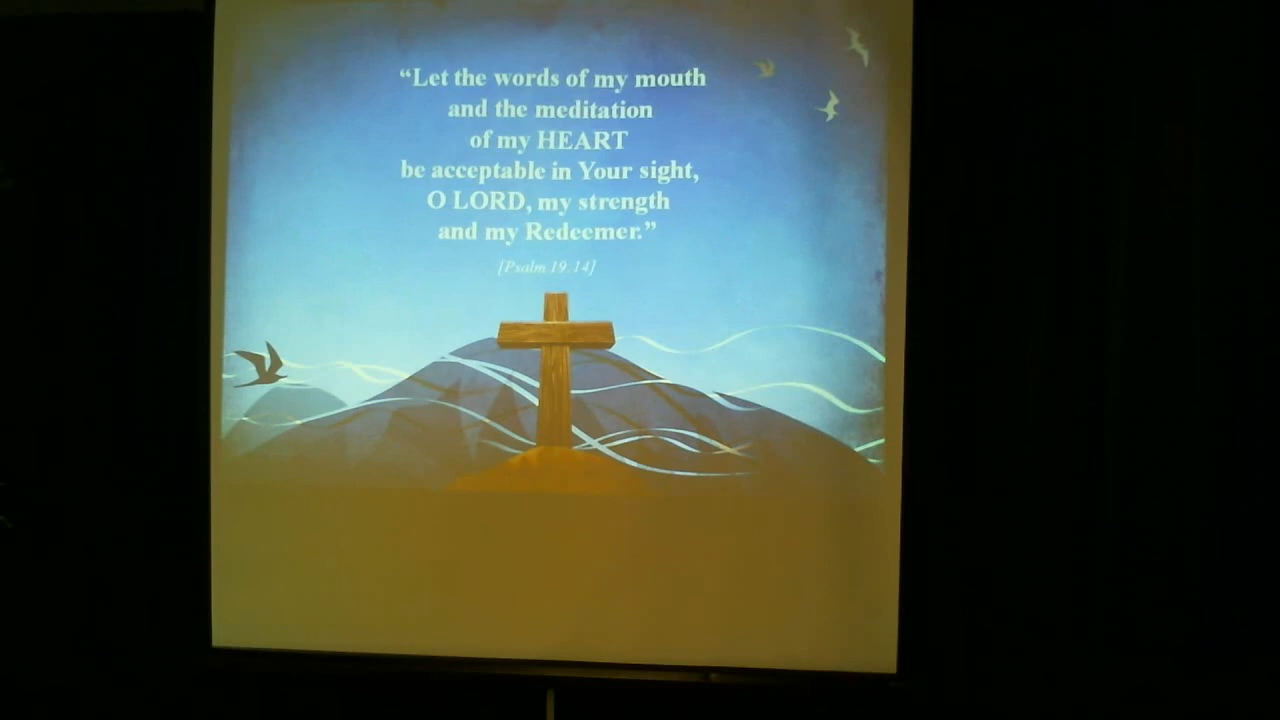 “Let the words of my mouth
and the meditation
of my HEART
be acceptable in Your sight,
O LORD, my strength
and my Redeemer.”
[Psalm 19:14]